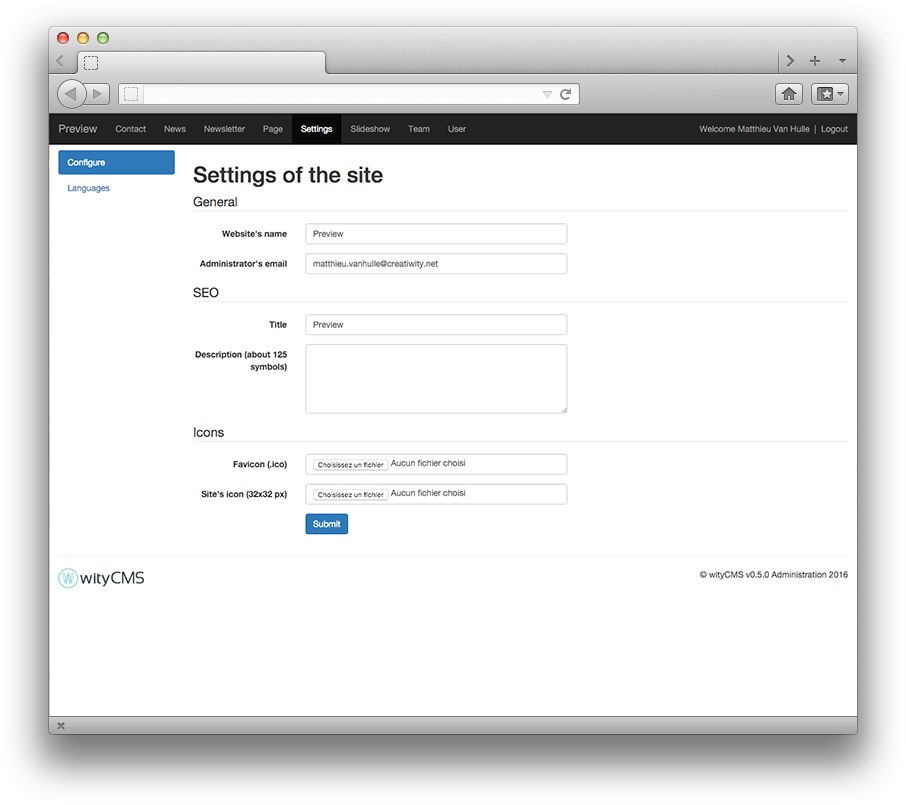 Preview Contact News Newsletter Page Settings Slideshow Team User Welcome Matthieu Van Hulle | Logout
Configure
Languages
Settings of the site
General
Website's name Preview
Administrator's email matthieu.vanhulle@creatiwity.net
SEO
Title Preview
Description (about 125
symbols)
Icons
Favicon (.ico) Choisissez un fichier Aucun fichier choisi
Site's icon (32x32 px) Choisissez un fichier Aucun fichier choisi
Submit
wityCMS © wityCMS v0.5.0 Administration 2016